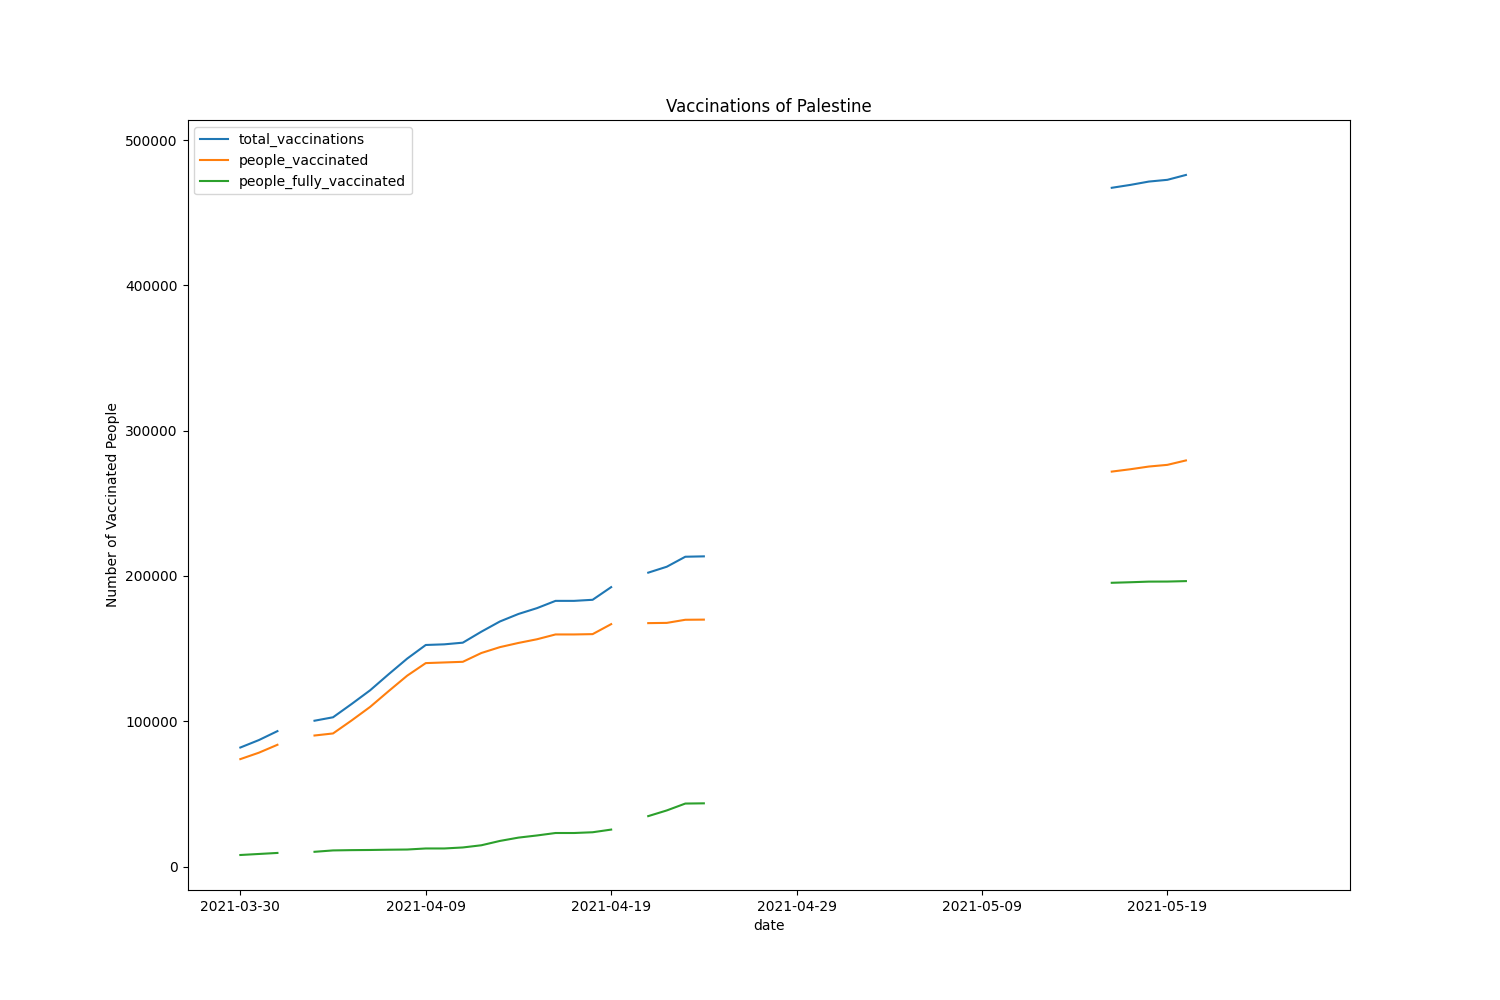 Vaccinations of Palestine
total_vaccinations
people_vaccinated
people_fully_vaccinated
500000
400000
300000
200000
100000
0
Number of Vaccinated People
2021-03-30 2021-04-09 2021-04-19 2021-04-29 2021-05-09 2021-05-19
date